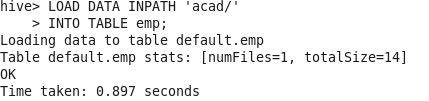 hive> LOAD DATA INPATH 'acad/'
    > INTO TABLE emp;
Loading data to table default.emp
Table default.emp stats: [numFiles=1, totalSize=14]
OK
Time taken: 0.897 seconds